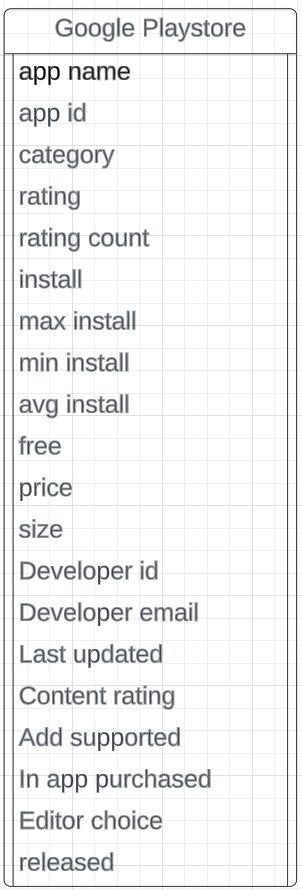 Google Playstore
app name
app id
category
rating
rating count
install
max install
min install
avg install
free
price
size
Developer id
Developer email
Last updated
Content rating
Add supported
In app purchased
Editor choice
released